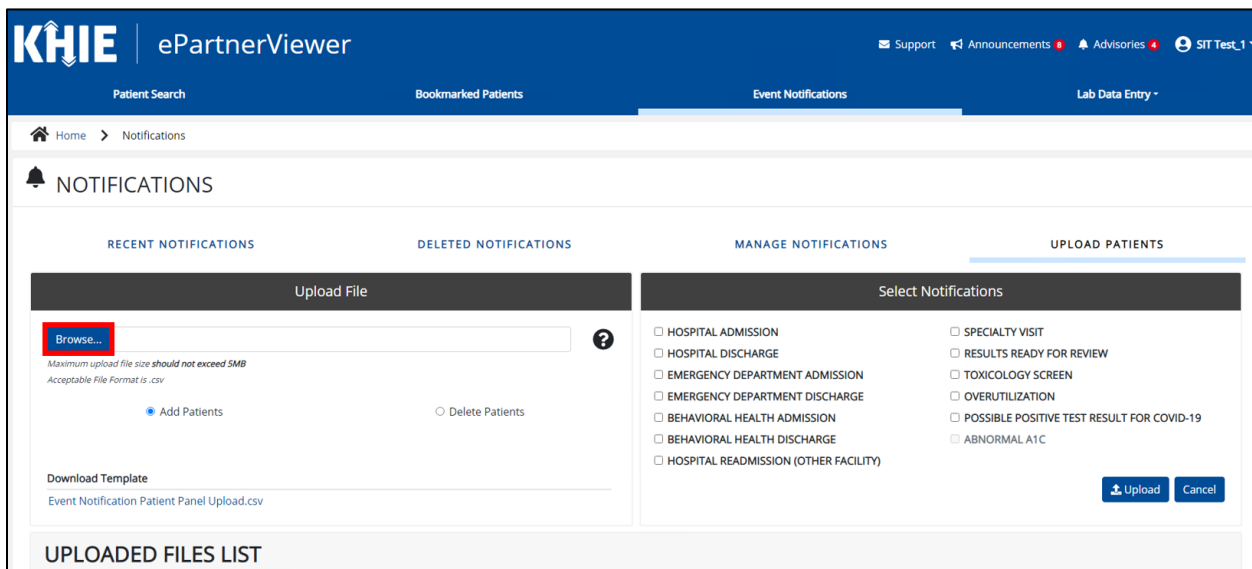 KHIE ePartnerViewer
Support Announcements 8 Advisories 4 SIT Test_1
Patient Search Bookmarked Patients Event Notifications Lab Data Entry
Home > Notifications
NOTIFICATIONS
RECENT NOTIFICATIONS DELETED NOTIFICATIONS MANAGE NOTIFICATIONS UPLOAD PATIENTS
Upload File
Browse... ?
Maximum upload file size should not exceed 5MB
Acceptable File Format is .csv
Add Patients Delete Patients
Download Template
Event Notification Patient Panel Upload.csv
Select Notifications
HOSPITAL ADMISSION
HOSPITAL DISCHARGE
EMERGENCY DEPARTMENT ADMISSION
EMERGENCY DEPARTMENT DISCHARGE
BEHAVIORAL HEALTH ADMISSION
BEHAVIORAL HEALTH DISCHARGE
HOSPITAL READMISSION (OTHER FACILITY)
SPECIALTY VISIT
RESULTS READY FOR REVIEW
TOXICOLOGY SCREEN
OVERUTILIZATION
POSSIBLE POSITIVE TEST RESULT FOR COVID-19
ABNORMAL A1C
Upload Cancel
UPLOADED FILES LIST